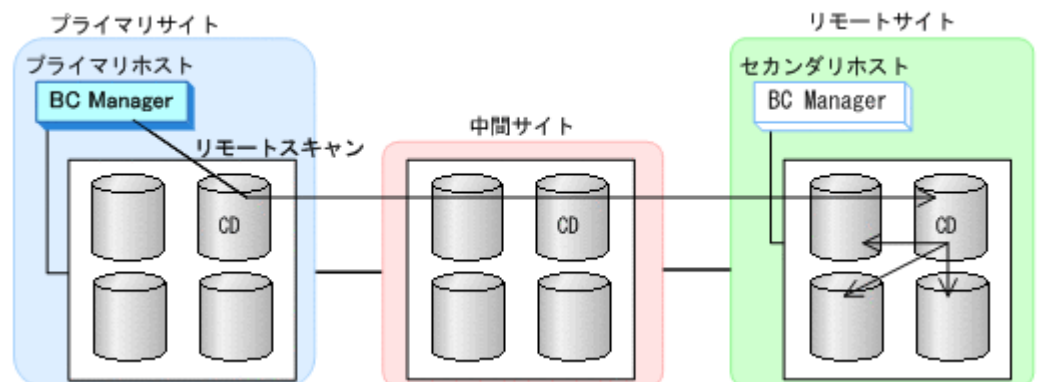 プライマリサイト
リモートサイト
プライマリホスト
セカンダリホスト
BC Manager
BC Manager
中間サイト
リモートスキャン
CD
CD
CD